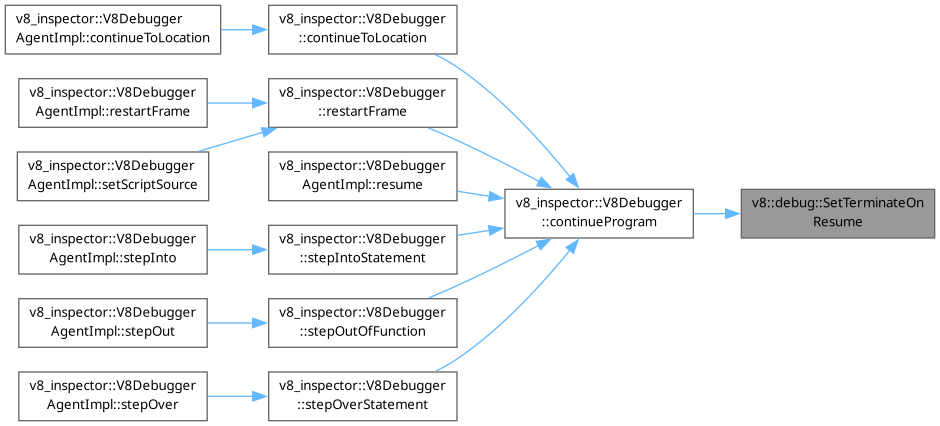 v8_inspector::V8Debugger
AgentImpl::continueToLocation
v8_inspector::V8Debugger
::continueToLocation
v8_inspector::V8Debugger
AgentImpl::restartFrame
v8_inspector::V8Debugger
::restartFrame
v8_inspector::V8Debugger
AgentImpl::setScriptSource
v8_inspector::V8Debugger
AgentImpl::resume
v8_inspector::V8Debugger
::continueProgram
v8::debug::SetTerminateOn
Resume
v8_inspector::V8Debugger
AgentImpl::stepInto
v8_inspector::V8Debugger
::stepIntoStatement
v8_inspector::V8Debugger
AgentImpl::stepOut
v8_inspector::V8Debugger
::stepOutOfFunction
v8_inspector::V8Debugger
AgentImpl::stepOver
v8_inspector::V8Debugger
::stepOverStatement